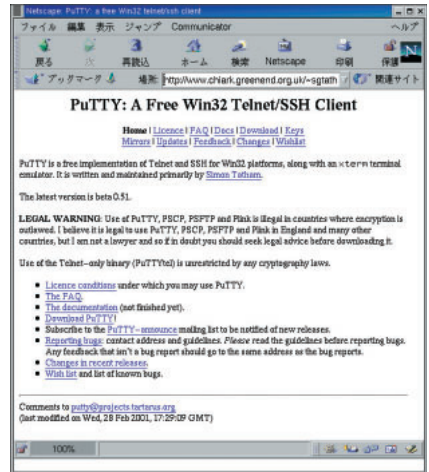 Netscape: PuTTY: a free Win32 telnet/ssh client
ファイル 編集 表示 ジャンプ Communicator ヘルプ
戻る 再読込 ホーム 検索 Netscape 印刷 保護
ブックマーク 場所: http://www.chiark.greenend.org.uk/~sgtath 関連サイト
PuTTY: A Free Win32 Telnet/SSH Client
Home | Licence | FAQ | Docs | Download | Keys
Mirrors | Updates | Feedback | Changes | Wishlist
PuTTY is a free implementation of Telnet and SSH for Win32 platforms, along with an xterm terminal
emulator. It is written and maintained primarily by Simon Tatham.
The latest version is beta 0.51.
LEGAL WARNING: Use of PuTTY, PSCP, PSFTP and Plink is illegal in countries where encryption is
outlawed. I believe it is legal to use PuTTY, PSCP, PSFTP and Plink in England and many other
countries, but I am not a lawyer and so if in doubt you should seek legal advice before downloading it.
Use of the Telnet-only binary (PuTTYtel) is unrestricted by any cryptography laws.
Licence conditions under which you may use PuTTY.
The FAQ.
The documentation (not finished yet).
Download PuTTY!
Subscribe to the PuTTY-announce mailing list to be notified of new releases.
Reporting bugs: contact address and guidelines. Please read the guidelines before reporting bugs.
Any feedback that isn't a bug report should go to the same address as the bug reports.
Changes in recent releases.
Wish list and list of known bugs.
Comments to putty@projects.tartarus.org
(last modified on Wed, 28 Feb 2001, 17:29:09 GMT)
100%